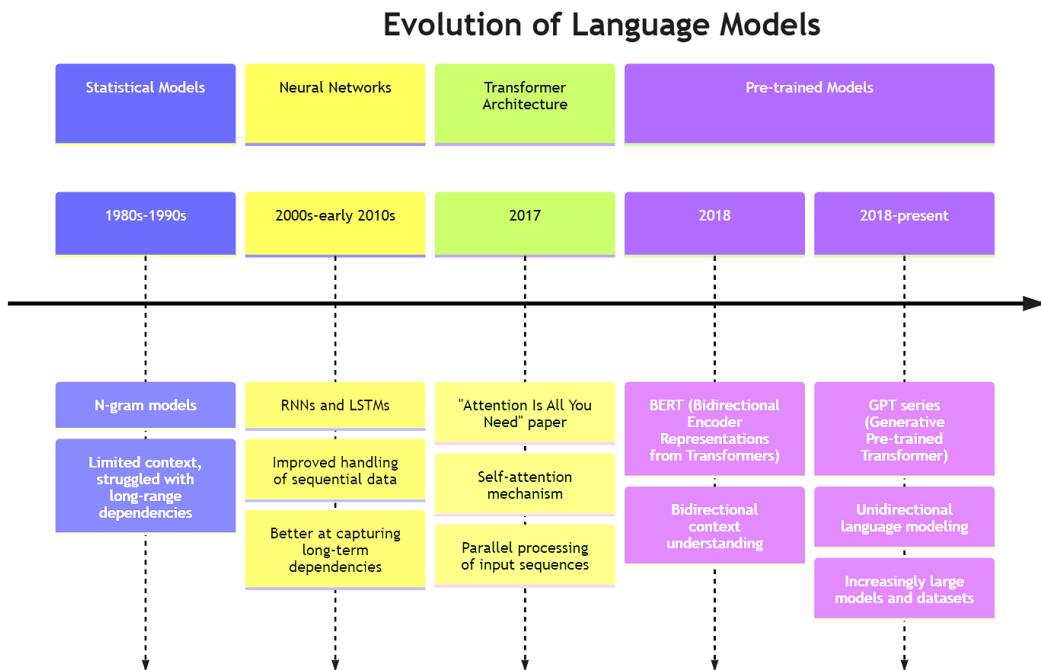 Evolution of Language Models
Statistical Models
Neural Networks
Transformer
Architecture
Pre-trained Models
1980s-1990s
2000s-early 2010s
2017
2018
2018-present
N-gram models
Limited context,
struggled with
long-range
dependencies
RNNs and LSTMs
Improved handling
of sequential data
Better at capturing
long-term
dependencies
"Attention Is All You
Need" paper
Self-attention
mechanism
Parallel processing
of input sequences
BERT (Bidirectional
Encoder
Representations
from Transformers)
Bidirectional
context
understanding
GPT series
(Generative
Pre-trained
Transformer)
Unidirectional
language modeling
Increasingly large
models and datasets